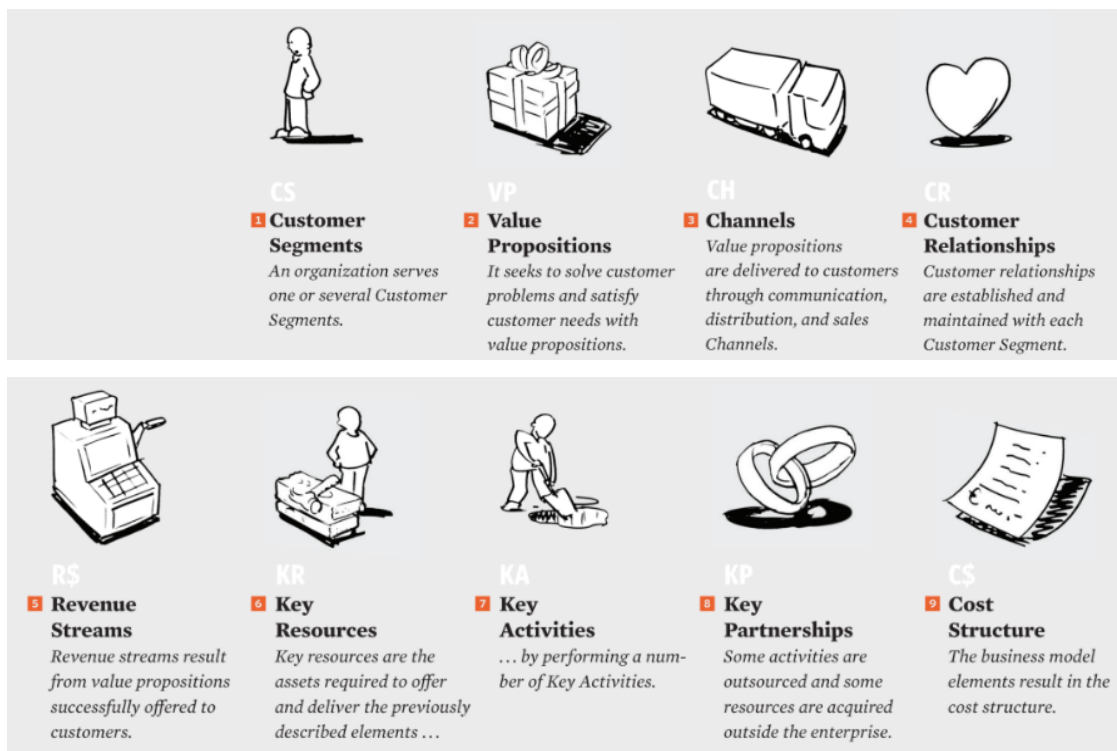 CS
1 Customer
Segments
An organization serves
one or several Customer
Segments.
VP
2 Value
Propositions
It seeks to solve customer
problems and satisfy
customer needs with
value propositions.
CH
3 Channels
Value propositions
are delivered to customers
through communication,
distribution, and sales
Channels.
CR
4 Customer
Relationships
Customer relationships
are established and
maintained with each
Customer Segment.
R$
5 Revenue
Streams
Revenue streams result
from value propositions
successfully offered to
customers.
KR
6 Key
Resources
Key resources are the
assets required to offer
and deliver the previously
described elements ...
KA
7 Key
Activities
... by performing a num-
ber of Key Activities.
KP
8 Key
Partnerships
Some activities are
outsourced and some
resources are acquired
outside the enterprise.
C$
9 Cost
Structure
The business model
elements result in the
cost structure.